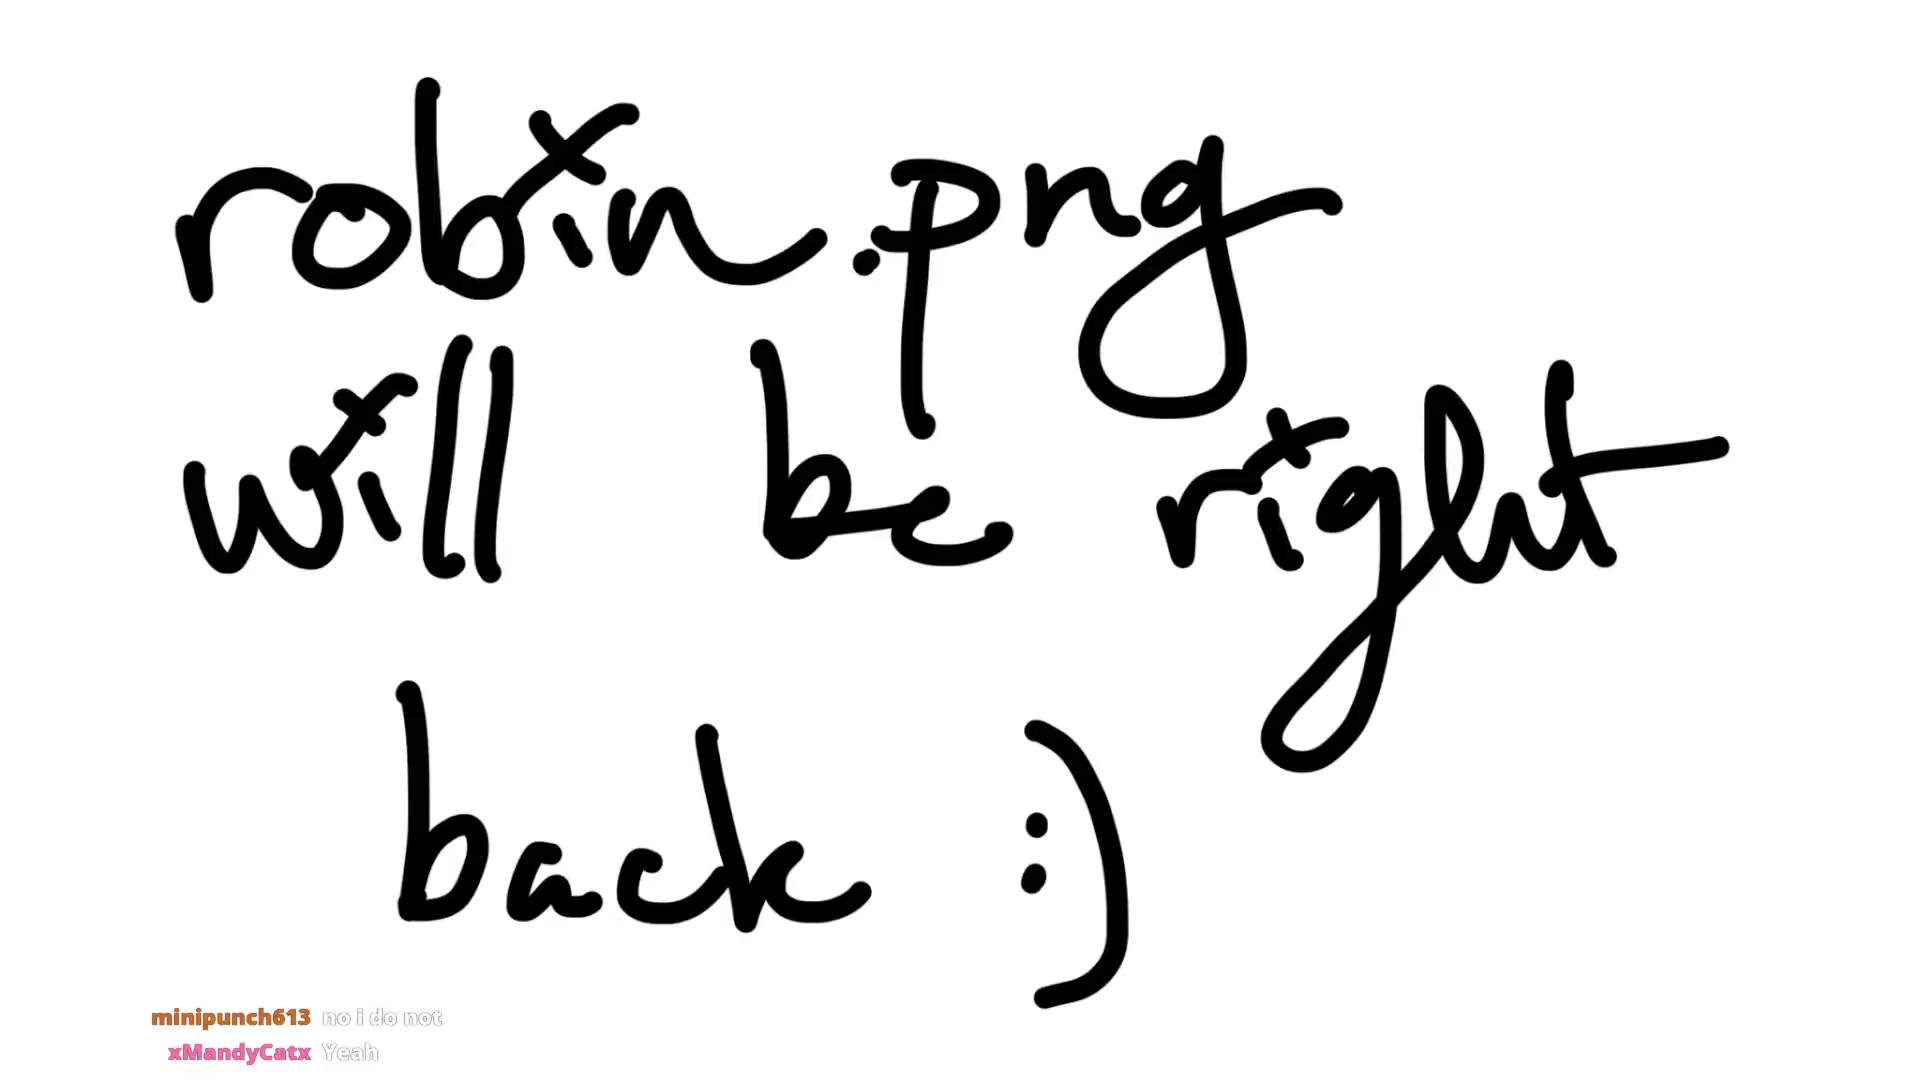 robin.png
will be right
back :)
minipunch613 no i do not
xMandyCatx Yeah